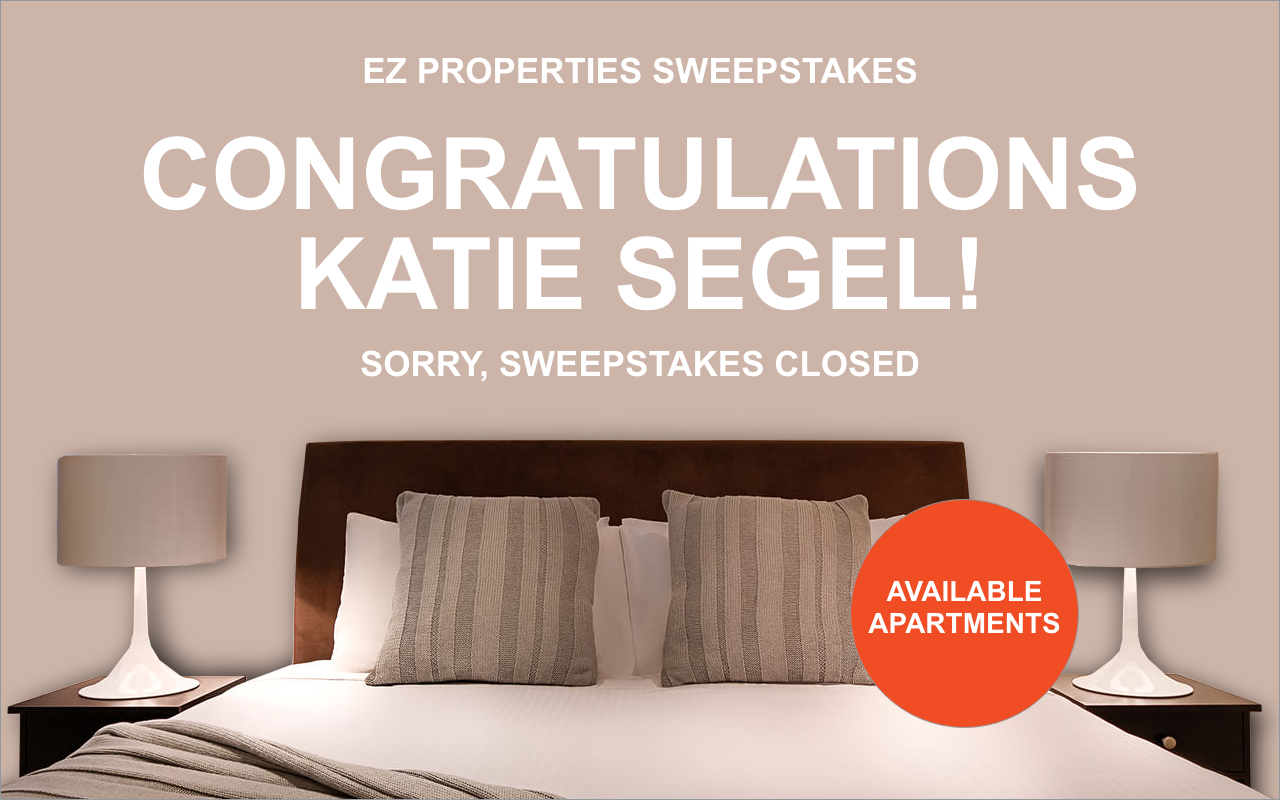 EZ PROPERTIES SWEEPSTAKES
CONGRATULATIONS
KATIE SEGEL!
SORRY, SWEEPSTAKES CLOSED
AVAILABLE
APARTMENTS